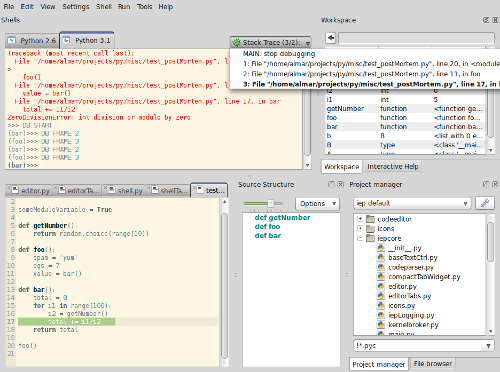 File Edit View Settings Shell Run Tools Help
Shells
Workspace
Python 2.6
Python 3.1
Stack Trace (3/2):
Traceback (most recent call last):
File "/home/almar/projects/py/misc/test_postMortem.py", l
>
foo()
File "/home/almar/projects/py/misc/test_postMortem.py", l
value = bar()
File "/home/almar/projects/py/misc/test_postMortem.py", line 17, in bar
total += i1/i2
ZeroDivisionError: int division or modulo by zero
>>> DB START
(bar)>>> DB FRAME 2
(foo)>>> DB FRAME 3
(bar)>>> DB FRAME 2
(foo)>>> DB FRAME 3
(bar)>>>
MAIN: stop debugging
1: File "/home/almar/projects/py/misc/test_postMortem.py", line 20, in <module
2: File "/home/almar/projects/py/misc/test_postMortem.py", line 11, in foo
3: File "/home/almar/projects/py/misc/test_postMortem.py", line 17, in b
i2 int 0
i1 int 5
getNumber function <function ge...
foo function <function fo...
bar function <function ba...
b B <list with 0 e...
B type <class '__mai...
Workspace
Interactive Help
editor.py
editorTa...
shell.py
shellTa...
test...
2
3 someModuleVariable = True
4
5 def getNumber():
6 return random.choice(range(10))
7
8 def foo():
9 spam = 'yum'
10 egs = 7
11 value = bar()
12
13 def bar():
14 total = 0
15 for i1 in range(100):
16 i2 = getNumber()
17 total += i1/i2
18 return total
19
20 foo()
21
Source Structure
Options
def getNumber
def foo
def bar
Project manager
iep default
codeeditor
icons
iepcore
__init__.py
baseTextCtrl.py
codeparser.py
compactTabWidget.py
editor.py
editorTabs.py
icons.py
iepLogging.py
kernelbroker.py
main.py
!*.pyc
Project manager
File browser